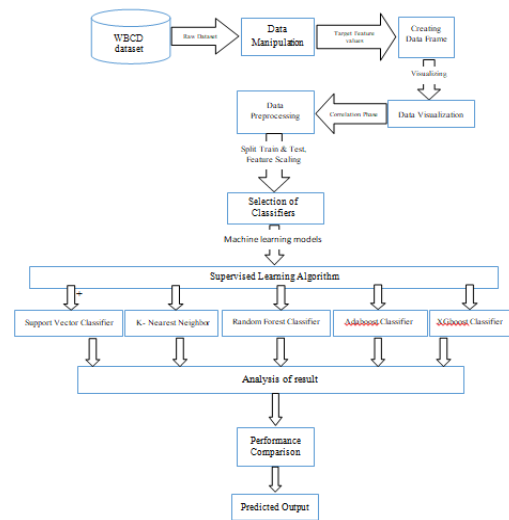 WBCD
dataset
Raw Dataset
Data
Manipulation
Target Feature
values
Creating
Data Frame
Visualizing
Data
Preprocessing
Correlation Phase
Data Visualization
Split Train & Test,
Feature Scaling
Selection of
Classifiers
Machine learning models
Supervised Learning Algorithm
+
Support Vector Classifier
K- Nearest Neighbor
Random Forest Classifier
Adaboost Classifier
XGboost Classifier
Analysis of result
Performance
Comparison
Predicted Output